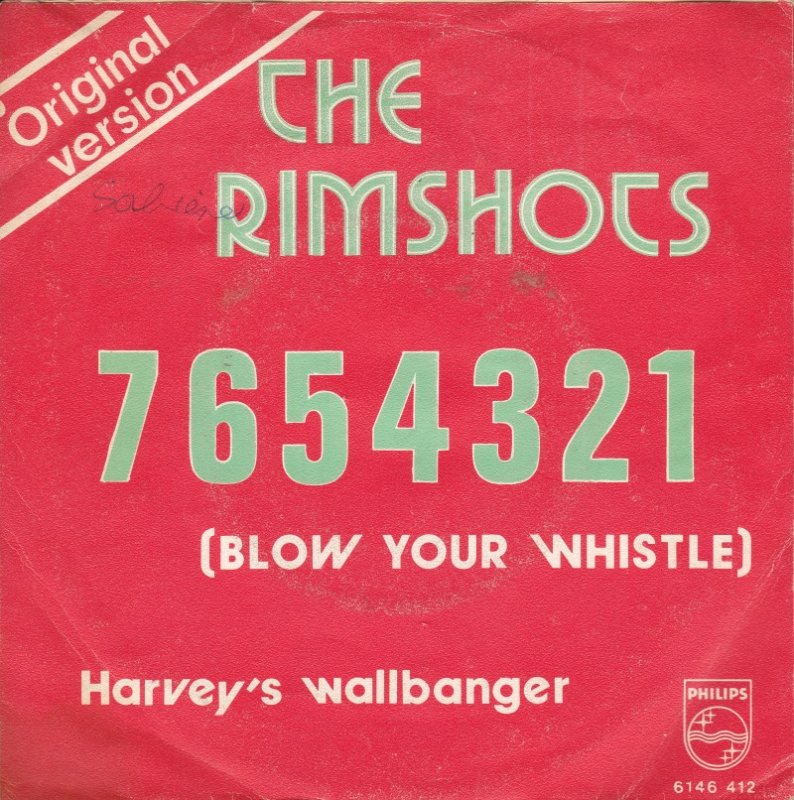 Original
version
THE
RIMSHOTS
7654321
(BLOW YOUR WHISTLE)
Harvey's wallbanger
PHILIPS
6146 412